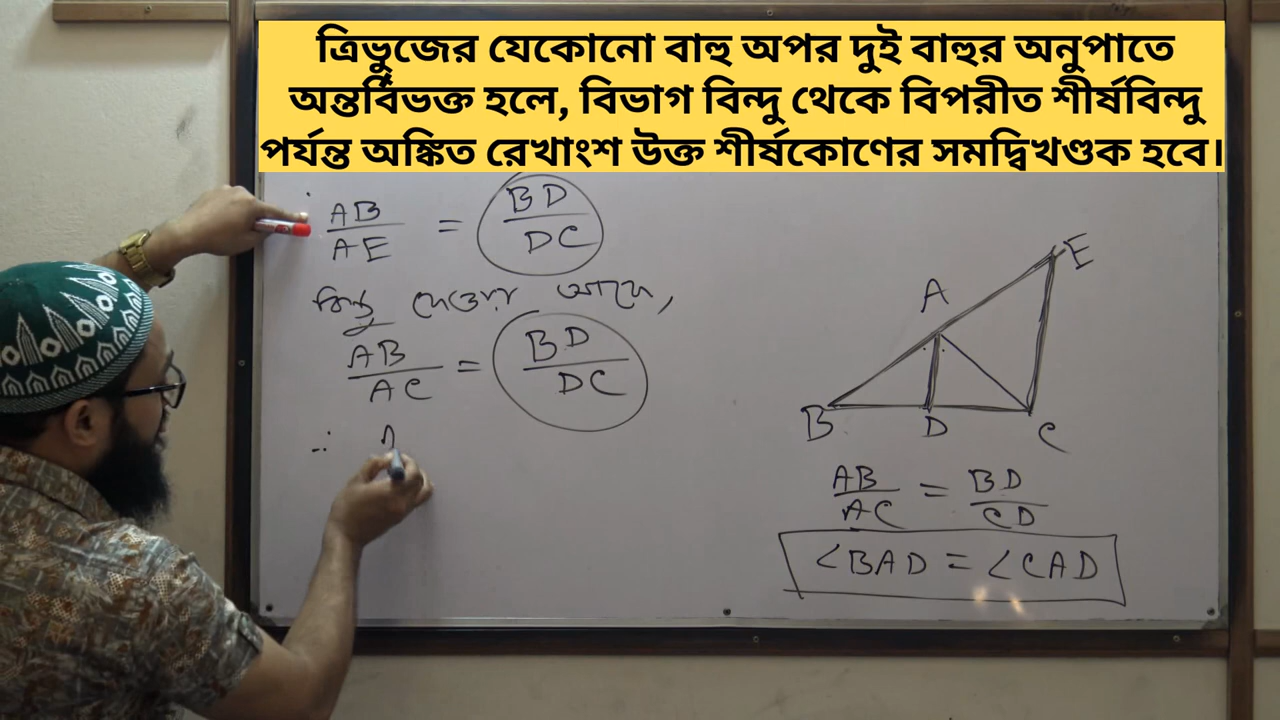 ত্রিভুজের যেকোনো বাহু অপর দুই বাহুর অনুপাতে
অন্তর্বিভক্ত হলে, বিভাগ বিন্দু থেকে বিপরীত শীর্ষবিন্দু
পর্যন্ত অঙ্কিত রেখাংশ উক্ত শীর্ষকোণের সমদ্বিখণ্ডক হবে।
AB/AE = BD/DC
কিন্তু দেওয়া আছে,
AB/AC = BD/DC
∴ A
E
A
B D C
AB/AC = BD/CD
∠BAD = ∠CAD